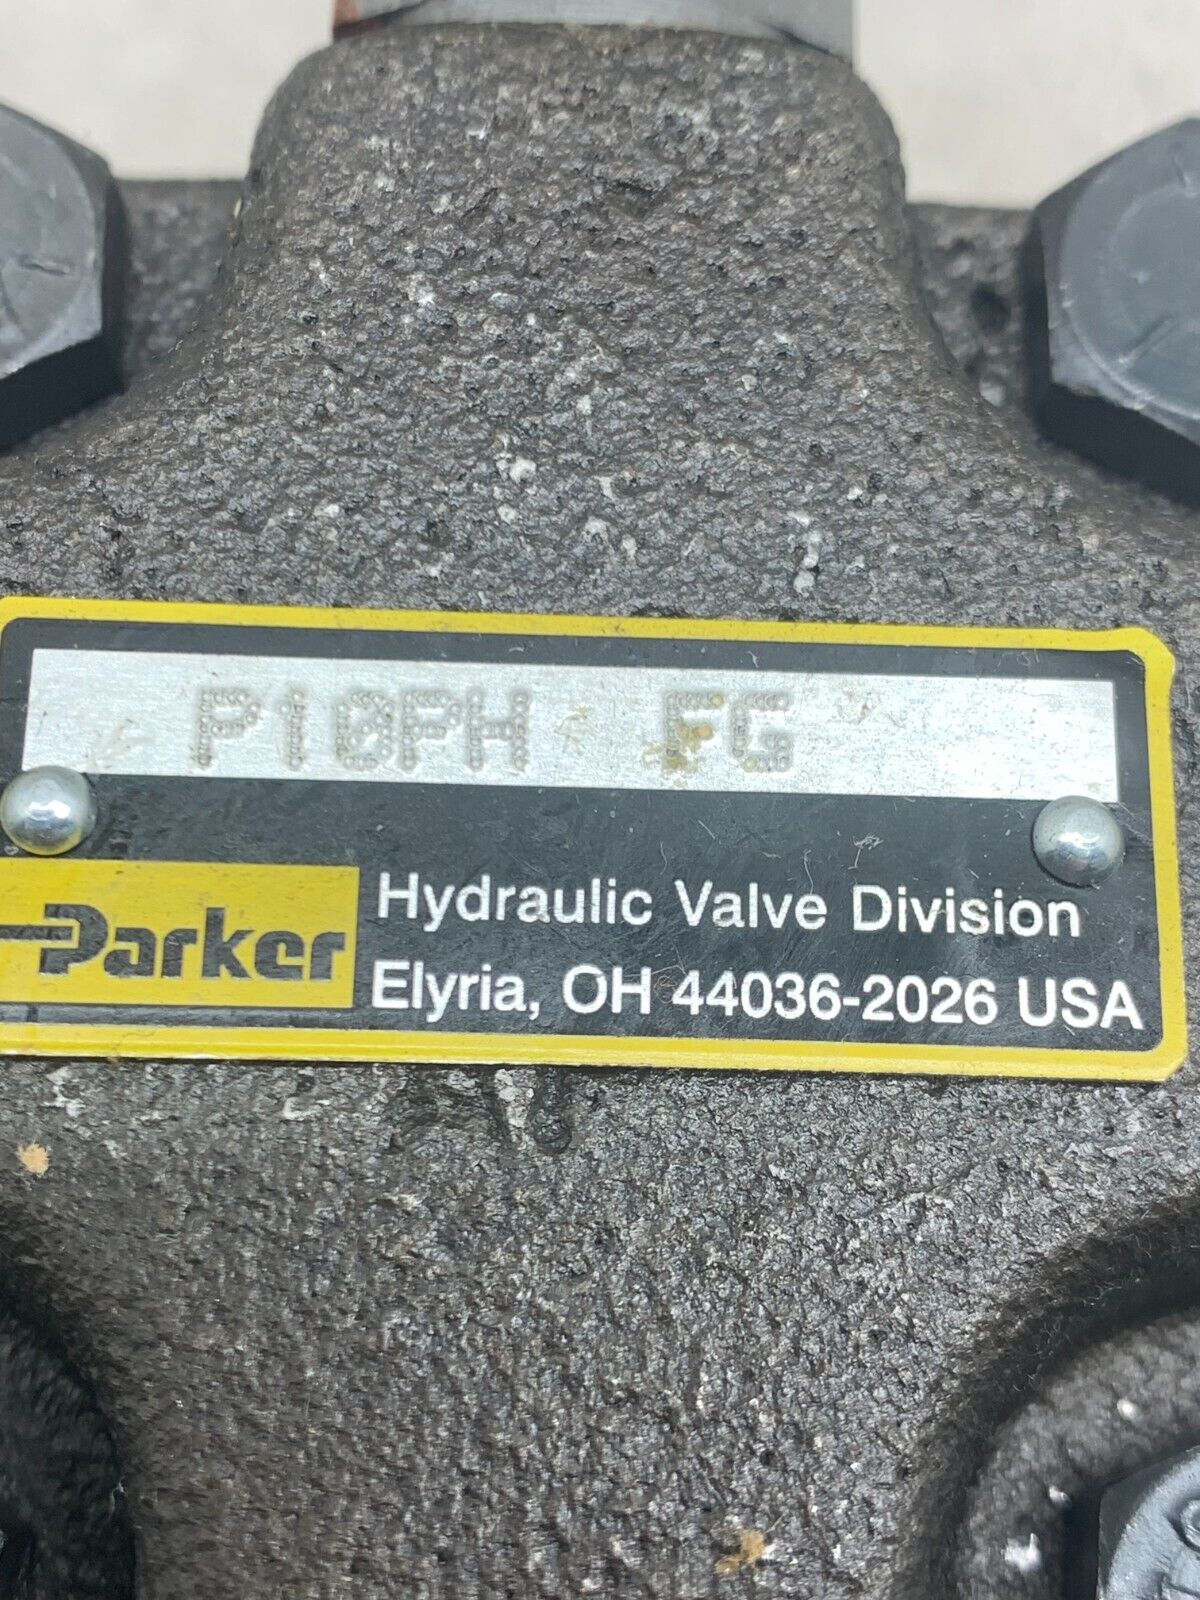 P10PH FG
Parker
Hydraulic Valve Division
Elyria, OH 44036-2026 USA